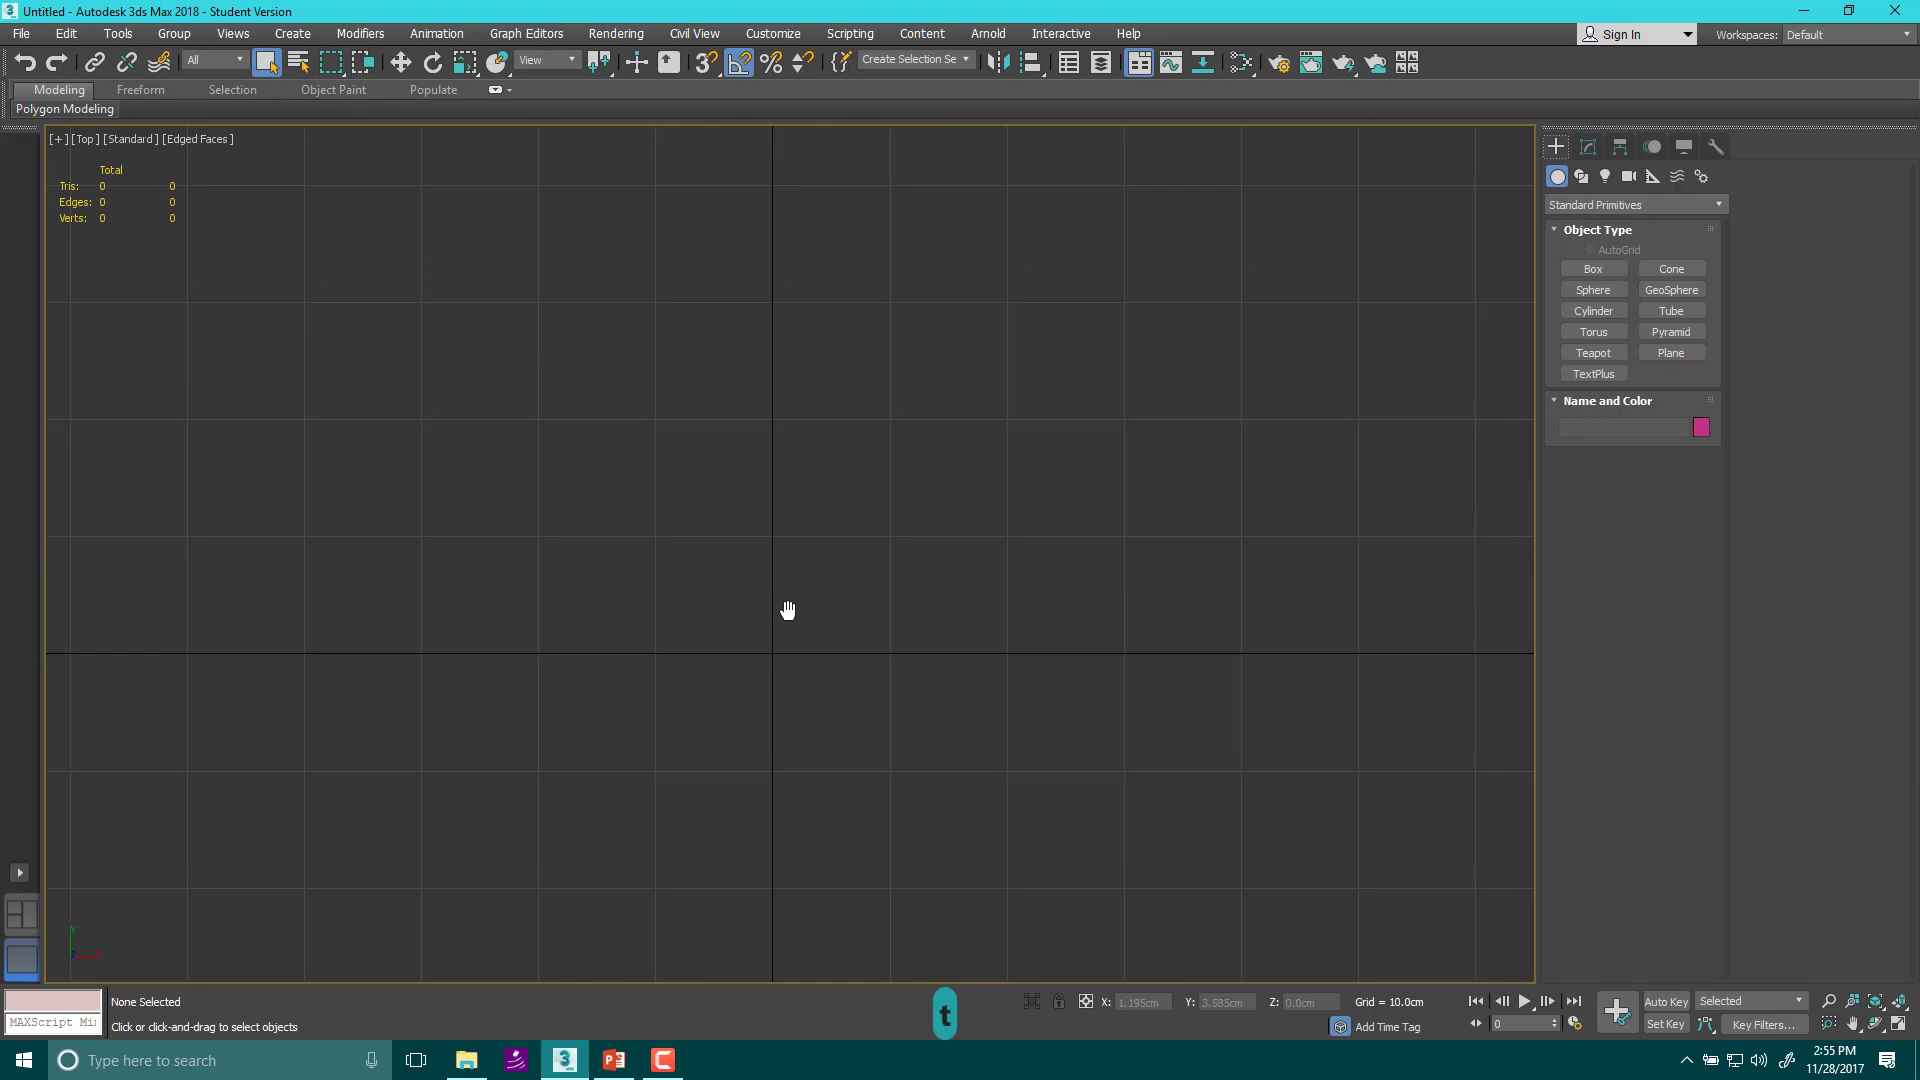 Untitled - Autodesk 3ds Max 2018 - Student Version
File Edit Tools Group Views Create Modifiers Animation Graph Editors Rendering Civil View Customize Scripting Content Arnold Interactive Help
Sign In
Workspaces: Default
All
View
Create Selection Se
Modeling Freeform Selection Object Paint Populate
Polygon Modeling
[+] [Top] [Standard] [Edged Faces]
Total
Tris: 0 0
Edges: 0 0
Verts: 0 0
y
z
Standard Primitives
Object Type
AutoGrid
Box Cone
Sphere GeoSphere
Cylinder Tube
Torus Pyramid
Teapot Plane
TextPlus
Name and Color
MAXScript Mi
None Selected
Click or click-and-drag to select objects
t
X: 1.195cm Y: 3.585cm Z: 0.0cm Grid = 10.0cm
Add Time Tag
0
Auto Key Selected
Set Key Key Filters...
Type here to search
2:55 PM
11/28/2017